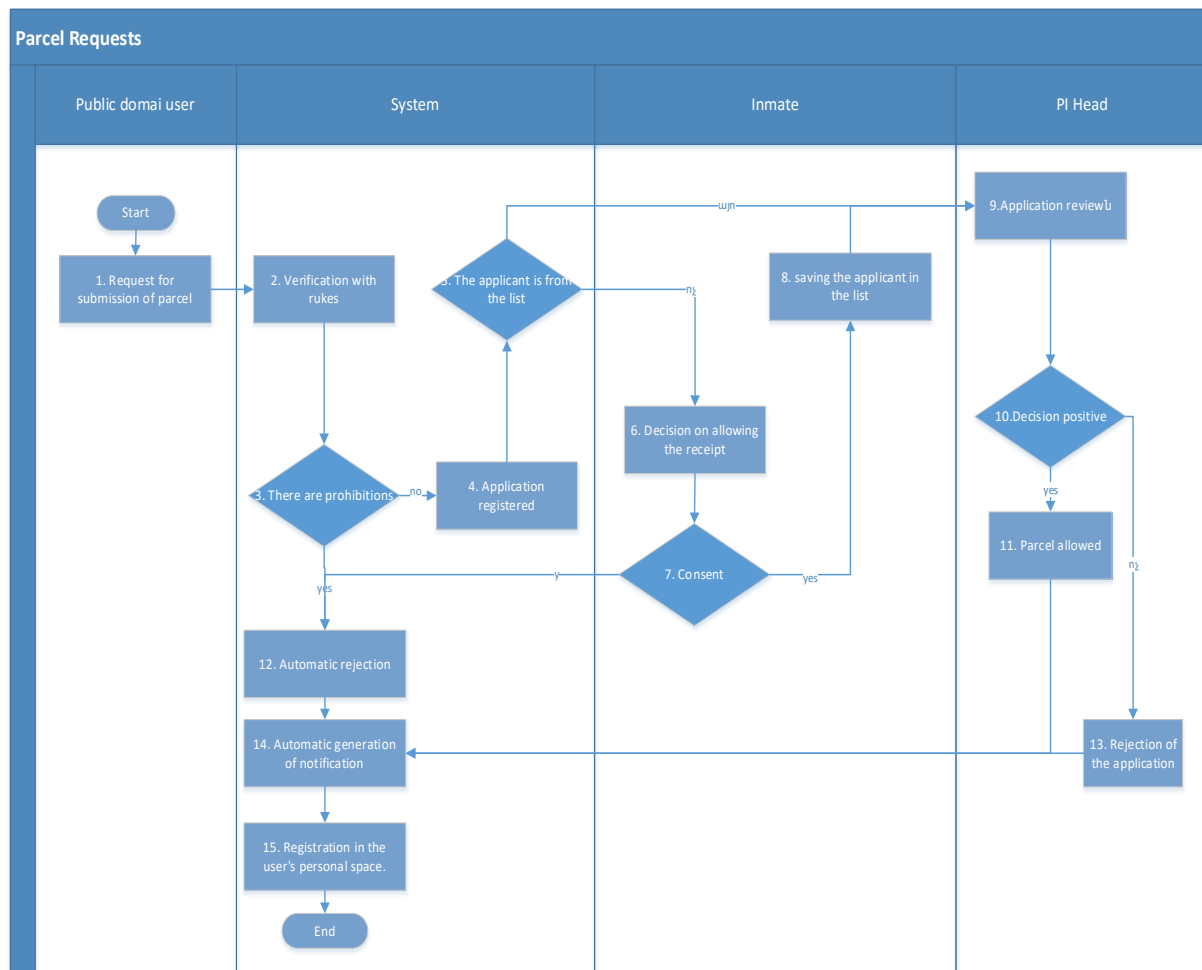 Parcel Requests
Public domai user
System
Inmate
PI Head
Start
1. Request for
submission of parcel
2. Verification with
rukes
5. The applicant is from
the list
այո
8. saving the applicant in
the list
9.Application reviewն
ոչ
3. There are prohibitions
no
4. Application
registered
6. Decision on allowing
the receipt
10.Decision positive
yes
ոչ
11. Parcel allowed
7. Consent
yes
y
yes
12. Automatic rejection
14. Automatic generation
of notification
13. Rejection of
the application
15. Registration in the
user's personal space.
End